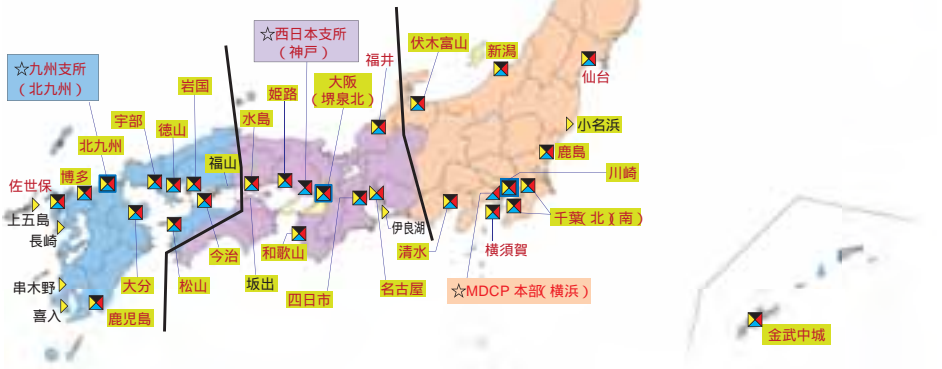 ☆西日本支所
（神戸）
福井
伏木富山
新潟
仙台
☆九州支所
（北九州）
岩国
姫路
大阪
（堺泉北）
宇部
徳山
水島
小名浜
北九州
福山
鹿島
川崎
佐世保
博多
上五島
長崎
伊良湖
千葉（北）（南）
今治
和歌山
清水
横須賀
串木野
大分
松山
坂出
四日市
名古屋
☆MDCP 本部（横浜）
喜入
鹿児島
金武中城